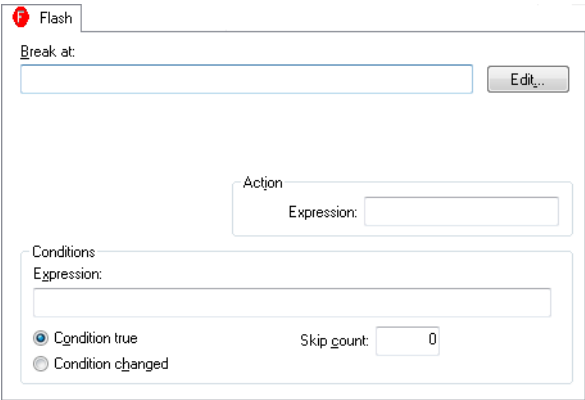 F Flash
Break at:
Edit...
Action
Expression:
Conditions
Expression:
Condition true
Skip count: 0
Condition changed